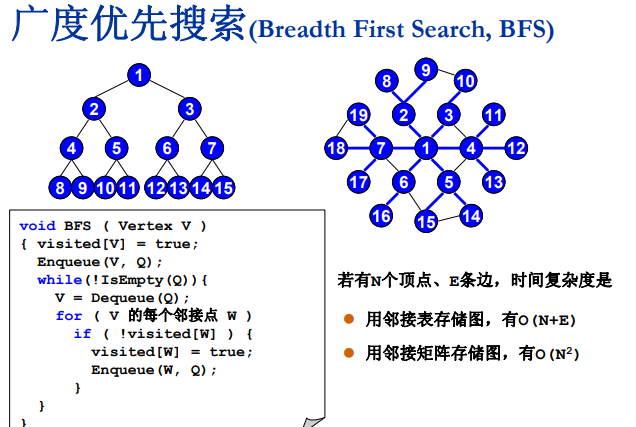 广度优先搜索(Breadth First Search, BFS)
1
2 3
4 5 6 7
8 9 10 11 12 13 14 15
9
8 10
19 2 3 11
18 7 1 4 12
17 6 5 13
16 15 14
void BFS ( Vertex V )
{ visited[V] = true;
Enqueue(V, Q);
while(!IsEmpty(Q)){
V = Dequeue(Q);
for ( V 的每个邻接点 W )
if ( !visited[W] ) {
visited[W] = true;
Enqueue(W, Q);
}
}
}
若有N个顶点、E条边，时间复杂度是
用邻接表存储图，有O(N+E)
用邻接矩阵存储图，有O(N²)